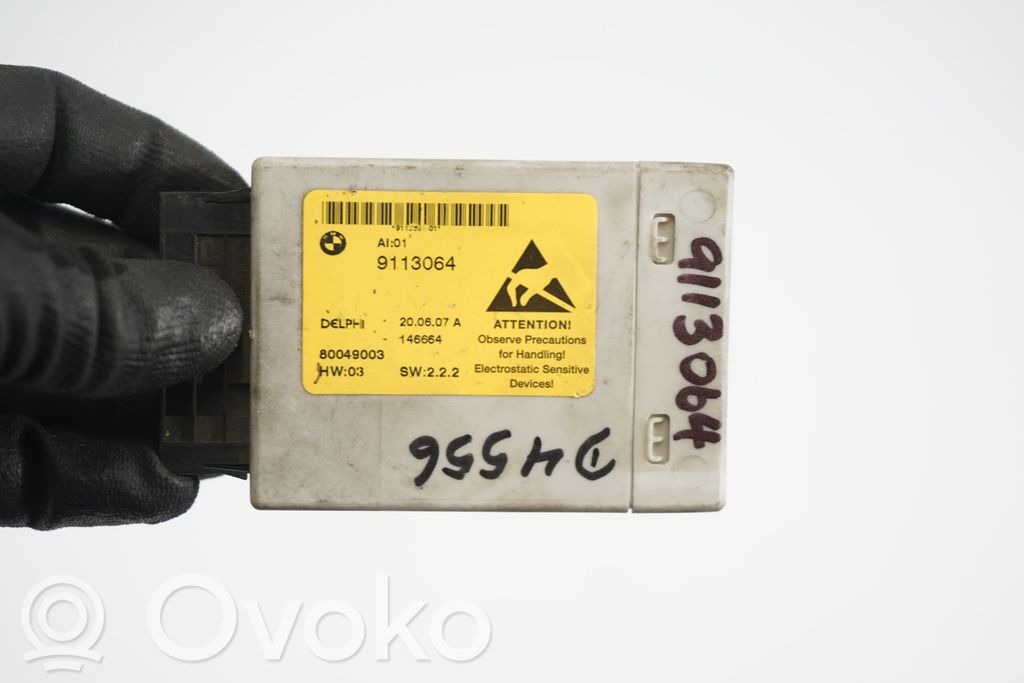 AI:01
9113064
DELPHI
20.06.07 A
146664
80049003
HW:03
SW:2.2.2
ATTENTION!
Observe Precautions
for Handling!
Electrostatic Sensitive
Devices!
9113064
D4556
Ovoko